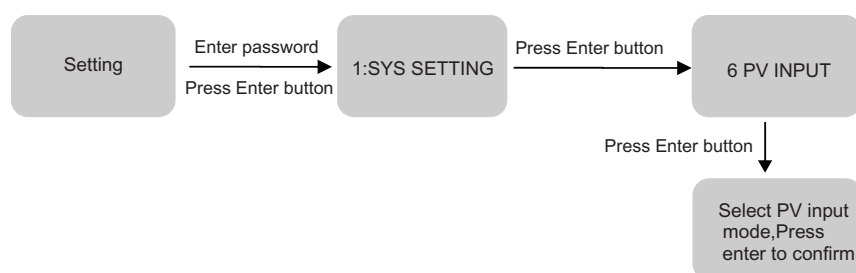 Setting
Enter password
Press Enter button
1:SYS SETTING
Press Enter button
6 PV INPUT
Press Enter button
Select PV input
mode,Press
enter to confirm